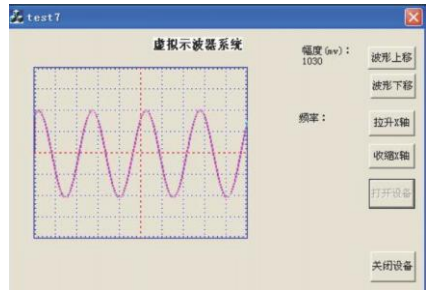 test7
虚拟示波器系统
幅度(mv)：
1030
频率：
波形上移
波形下移
拉升X轴
收缩X轴
打开设备
关闭设备